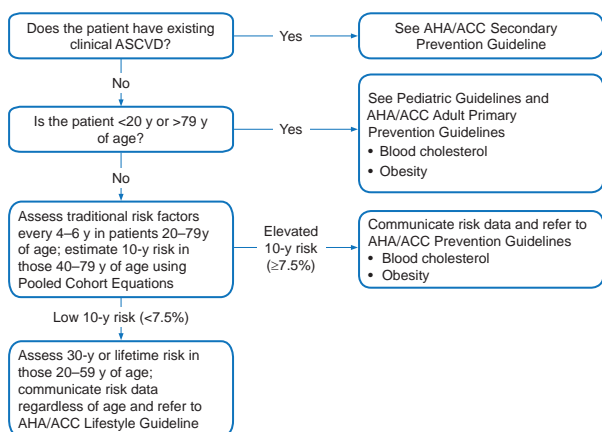 Does the patient have existing
clinical ASCVD?
Yes
See AHA/ACC Secondary
Prevention Guideline
No
Is the patient <20 y or >79 y
of age?
Yes
See Pediatric Guidelines and
AHA/ACC Adult Primary
Prevention Guidelines
• Blood cholesterol
• Obesity
No
Assess traditional risk factors
every 4–6 y in patients 20–79y
of age; estimate 10-y risk in
those 40–79 y of age using
Pooled Cohort Equations
Elevated
10-y risk
(≥7.5%)
Communicate risk data and refer to
AHA/ACC Prevention Guidelines
• Blood cholesterol
• Obesity
Low 10-y risk (<7.5%)
Assess 30-y or lifetime risk in
those 20–59 y of age;
communicate risk data
regardless of age and refer to
AHA/ACC Lifestyle Guideline